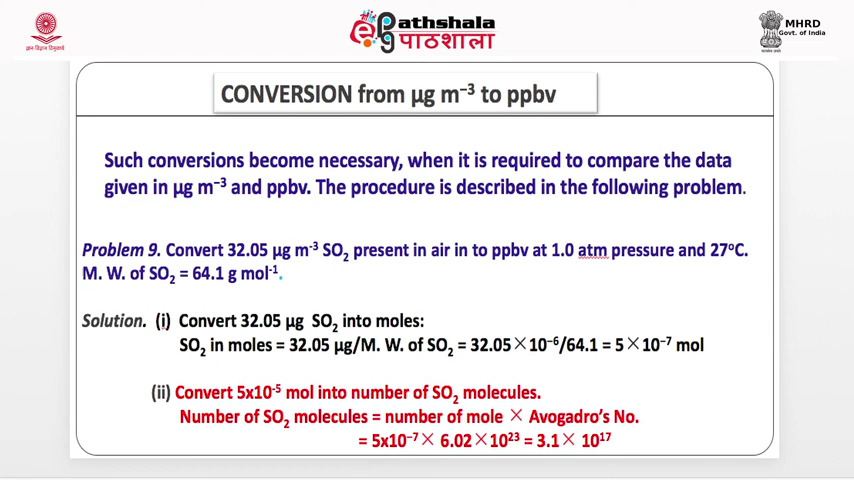 Pathshala
पाठशाला
MHRD
Govt. of India
CONVERSION from µg m⁻³ to ppbv
Such conversions become necessary, when it is required to compare the data
given in µg m⁻³ and ppbv. The procedure is described in the following problem.
Problem 9. Convert 32.05 µg m⁻³ SO₂ present in air in to ppbv at 1.0 atm pressure and 27ºC.
M. W. of SO₂ = 64.1 g mol⁻¹.
Solution. (i) Convert 32.05 µg SO₂ into moles:
SO₂ in moles = 32.05 µg/M. W. of SO₂ = 32.05×10⁻⁶/64.1 = 5×10⁻⁷ mol
(ii) Convert 5x10⁻⁵ mol into number of SO₂ molecules.
Number of SO₂ molecules = number of mole × Avogadro's No.
= 5x10⁻⁷× 6.02×10²³ = 3.1× 10¹⁷